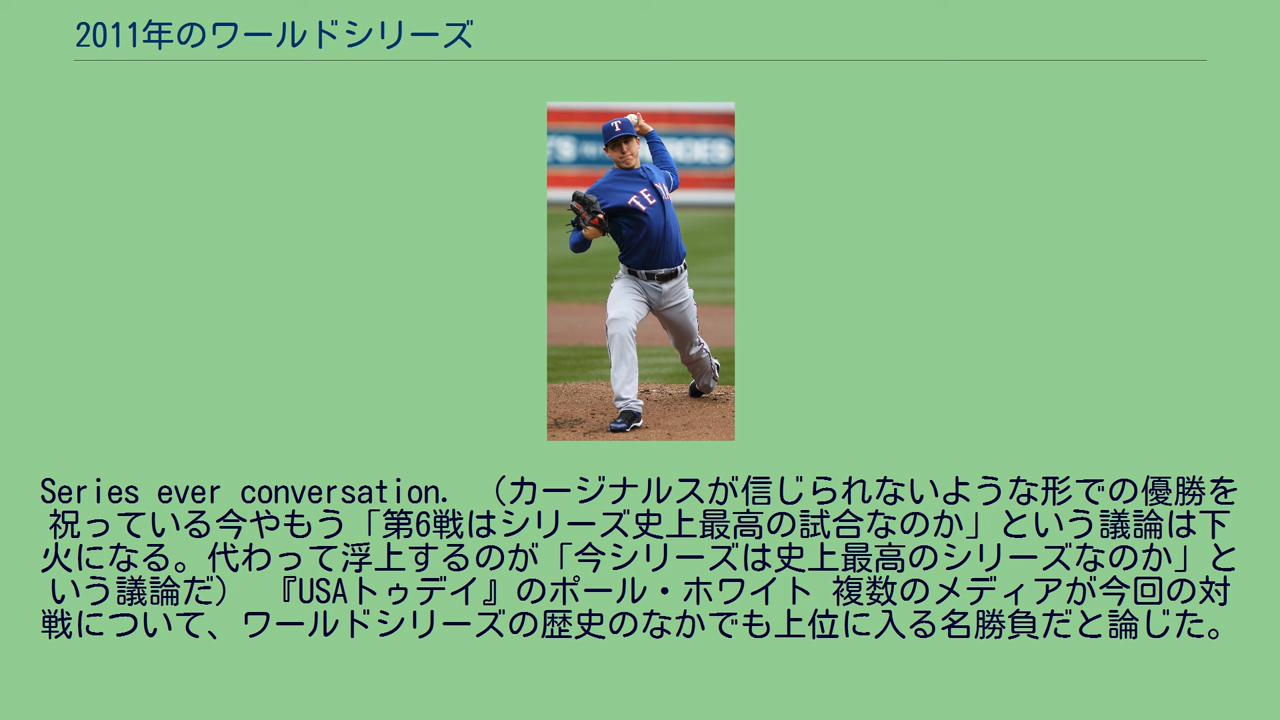 2011年のワールドシリーズ
T
TEXA
Series ever conversation. （カージナルスが信じられないような形での優勝を
祝っている今やもう「第6戦はシリーズ史上最高の試合なのか」という議論は下
火になる。代わって浮上するのが「今シリーズは史上最高のシリーズなのか」と
いう議論だ） 『USAトゥデイ』のポール・ホワイト 複数のメディアが今回の対
戦について、ワールドシリーズの歴史のなかでも上位に入る名勝負だと論じた。